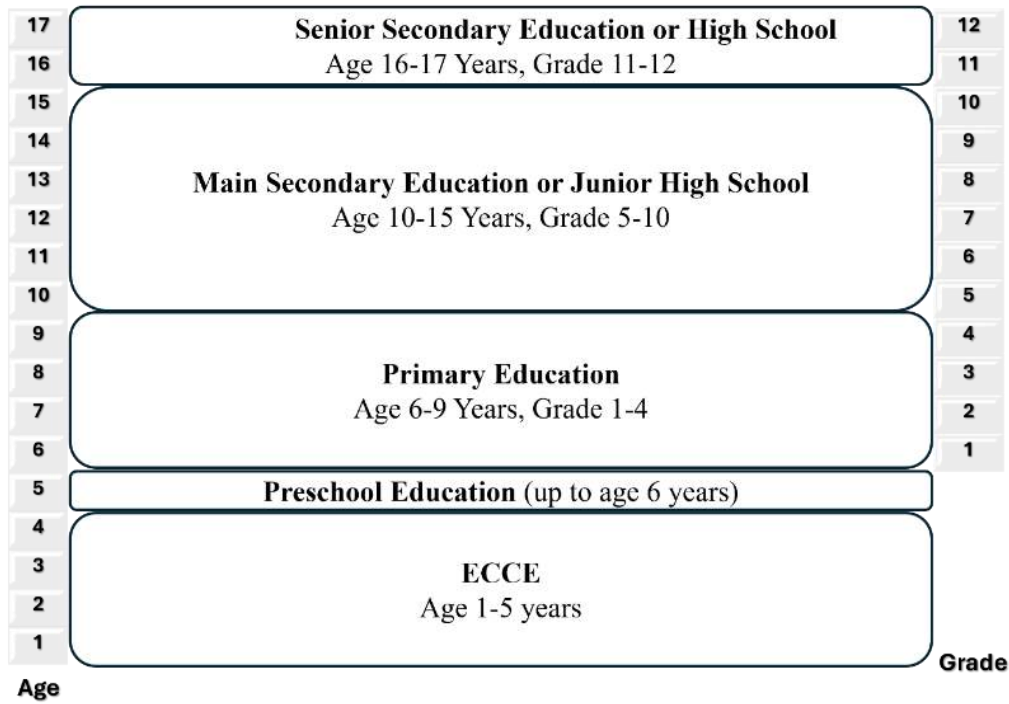 17
Senior Secondary Education or High School
12
16
Age 16-17 Years, Grade 11-12
11
15
10
14
9
13
Main Secondary Education or Junior High School
8
12
Age 10-15 Years, Grade 5-10
7
11
6
10
5
9
4
8
Primary Education
3
7
Age 6-9 Years, Grade 1-4
2
6
1
5
Preschool Education (up to age 6 years)
4
3
ECCE
2
Age 1-5 years
1
Grade
Age